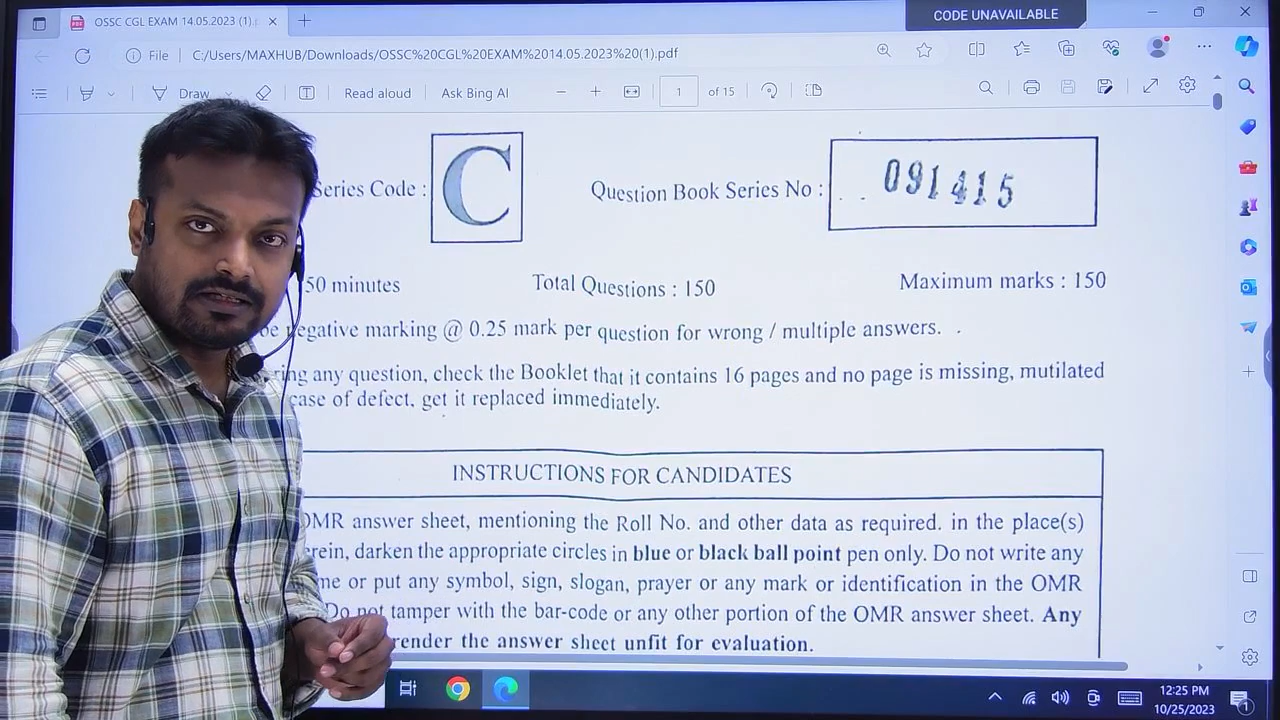 OSSC CGL EXAM 14.05.2023 (1).p
CODE UNAVAILABLE
File C:/Users/MAXHUB/Downloads/OSSC%20CGL%20EXAM%2014.05.2023%20(1).pdf
Draw Read aloud Ask Bing AI 1 of 15
Series Code : C Question Book Series No : 091415
50 minutes Total Questions : 150 Maximum marks : 150
be negative marking @ 0.25 mark per question for wrong / multiple answers.
ring any question, check the Booklet that it contains 16 pages and no page is missing, mutilated
case of defect, get it replaced immediately.
INSTRUCTIONS FOR CANDIDATES
OMR answer sheet, mentioning the Roll No. and other data as required. in the place(s)
rein, darken the appropriate circles in blue or black ball point pen only. Do not write any
me or put any symbol, sign, slogan, prayer or any mark or identification in the OMR
Do not tamper with the bar-code or any other portion of the OMR answer sheet. Any
render the answer sheet unfit for evaluation.
12:25 PM
10/25/2023
1